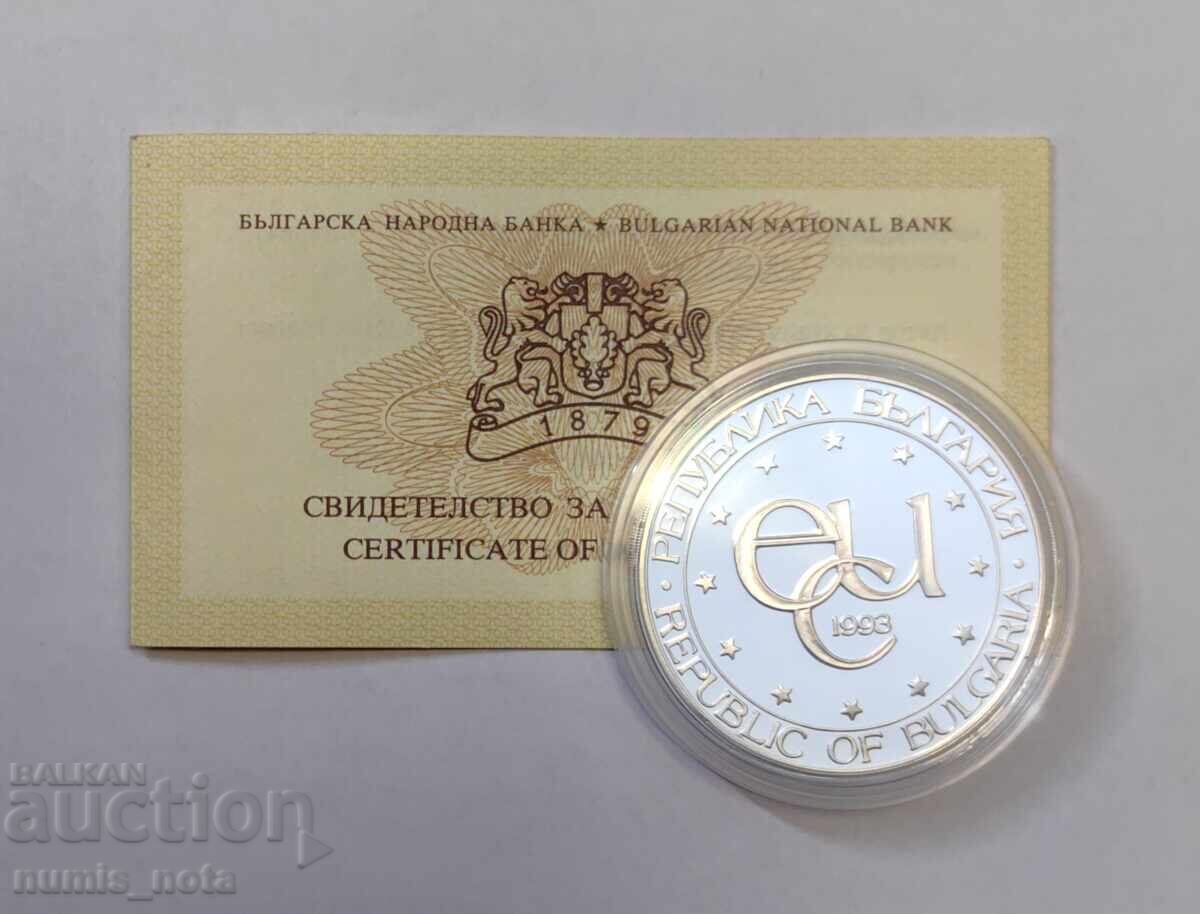 БЪЛГАРСКА НАРОДНА БАНКА ★ BULGARIAN NATIONAL BANK
1879
СВИДЕТЕЛСТВО ЗА
CERTIFICATE OF
• РЕПУБЛИКА БЪЛГАРИЯ •
ecu
1993
REPUBLIC OF BULGARIA
BALKAN
auction
numis_nota